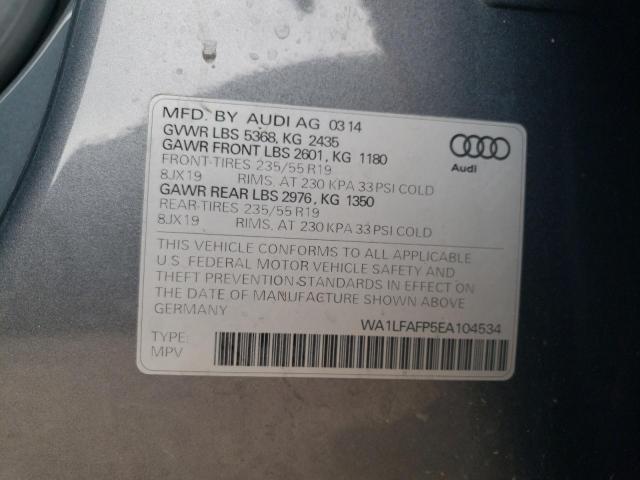 MFD. BY AUDI AG 03 14
GVWR LBS 5368, KG 2435
GAWR FRONT LBS 2601, KG 1180
FRONT-TIRES 235/55 R19
8JX19 RIMS, AT 230 KPA 33 PSI COLD
GAWR REAR LBS 2976, KG 1350
REAR-TIRES 235/55 R19
8JX19 RIMS, AT 230 KPA 33 PSI COLD
Audi
THIS VEHICLE CONFORMS TO ALL APPLICABLE
U.S. FEDERAL MOTOR VEHICLE SAFETY AND
THEFT PREVENTION STANDARDS IN EFFECT ON
THE DATE OF MANUFACTURE SHOWN ABOVE
GERMANY
WA1LFAFP5EA104534
TYPE:
MPV